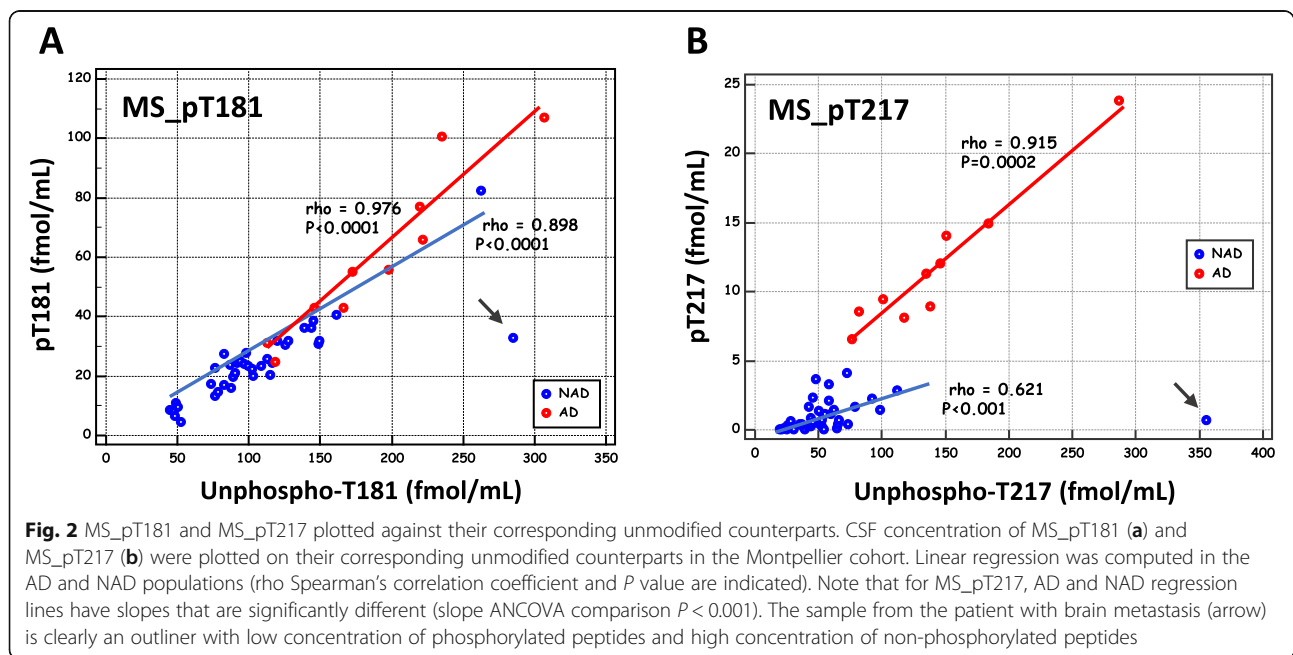 A
B
120
100
80
60
40
20
0
pT181 (fmol/mL)
MS_pT181
rho = 0.976
P<0.0001
rho = 0.898
P<0.0001
NAD
AD
0 50 100 150 200 250 300 350
Unphospho-T181 (fmol/mL)
25
20
15
10
5
0
pT217 (fmol/mL)
MS_pT217
rho = 0.915
P=0.0002
NAD
AD
rho = 0.621
P<0.001
0 50 100 150 200 250 300 350 400
Unphospho-T217 (fmol/mL)
Fig. 2 MS_pT181 and MS_pT217 plotted against their corresponding unmodified counterparts. CSF concentration of MS_pT181 (a) and
MS_pT217 (b) were plotted on their corresponding unmodified counterparts in the Montpellier cohort. Linear regression was computed in the
AD and NAD populations (rho Spearman's correlation coefficient and P value are indicated). Note that for MS_pT217, AD and NAD regression
lines have slopes that are significantly different (slope ANCOVA comparison P < 0.001). The sample from the patient with brain metastasis (arrow)
is clearly an outliner with low concentration of phosphorylated peptides and high concentration of non-phosphorylated peptides